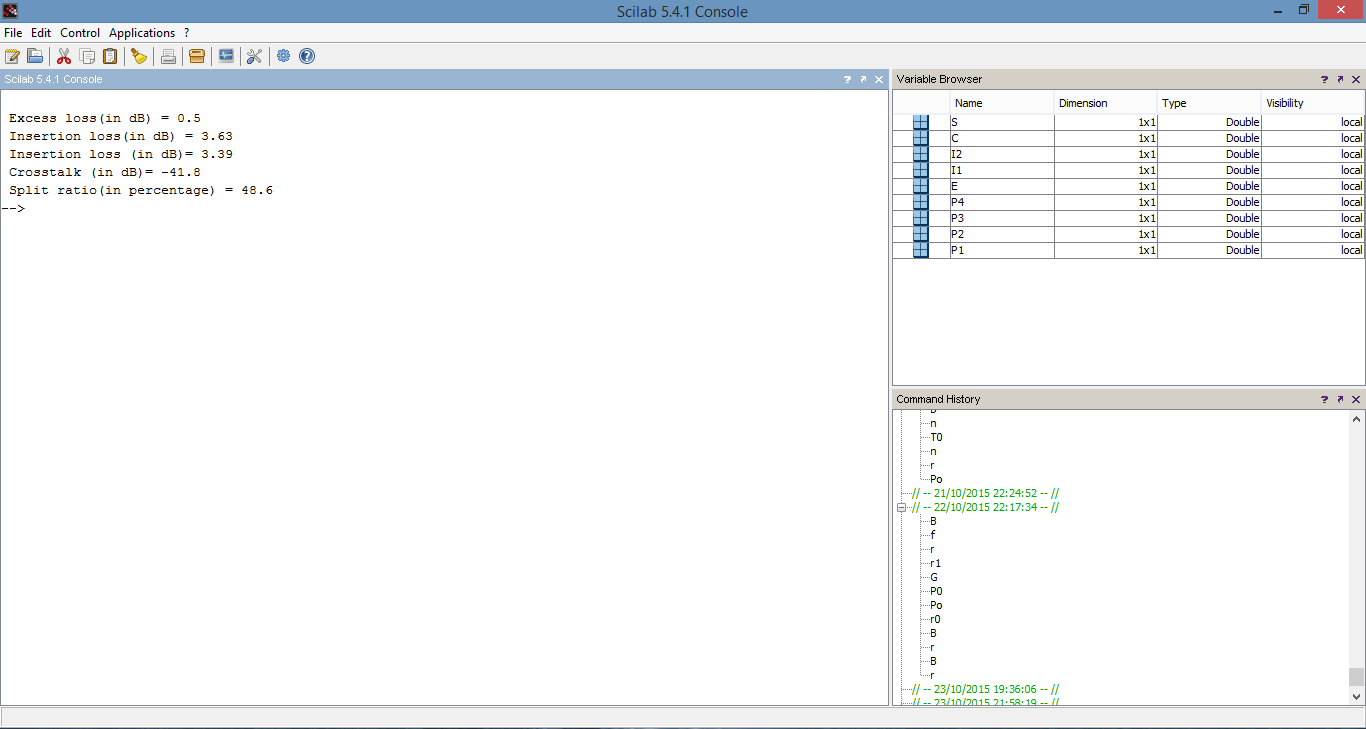 Scilab 5.4.1 Console
File Edit Control Applications ?
Scilab 5.4.1 Console ?
Excess loss(in dB) = 0.5
Insertion loss(in dB) = 3.63
Insertion loss (in dB)= 3.39
Crosstalk (in dB)= -41.8
Split ratio(in percentage) = 48.6
-->
Variable Browser ?
Name Dimension Type Visibility
S 1x1 Double local
C 1x1 Double local
I2 1x1 Double local
I1 1x1 Double local
E 1x1 Double local
P4 1x1 Double local
P3 1x1 Double local
P2 1x1 Double local
P1 1x1 Double local
Command History ?
n
T0
n
r
Po
// -- 21/10/2015 22:24:52 -- //
// -- 22/10/2015 22:17:34 -- //
B
f
r
r1
G
P0
Po
r0
B
r
B
r
// -- 23/10/2015 19:36:06 -- //
// -- 23/10/2015 21:58:19 -- //